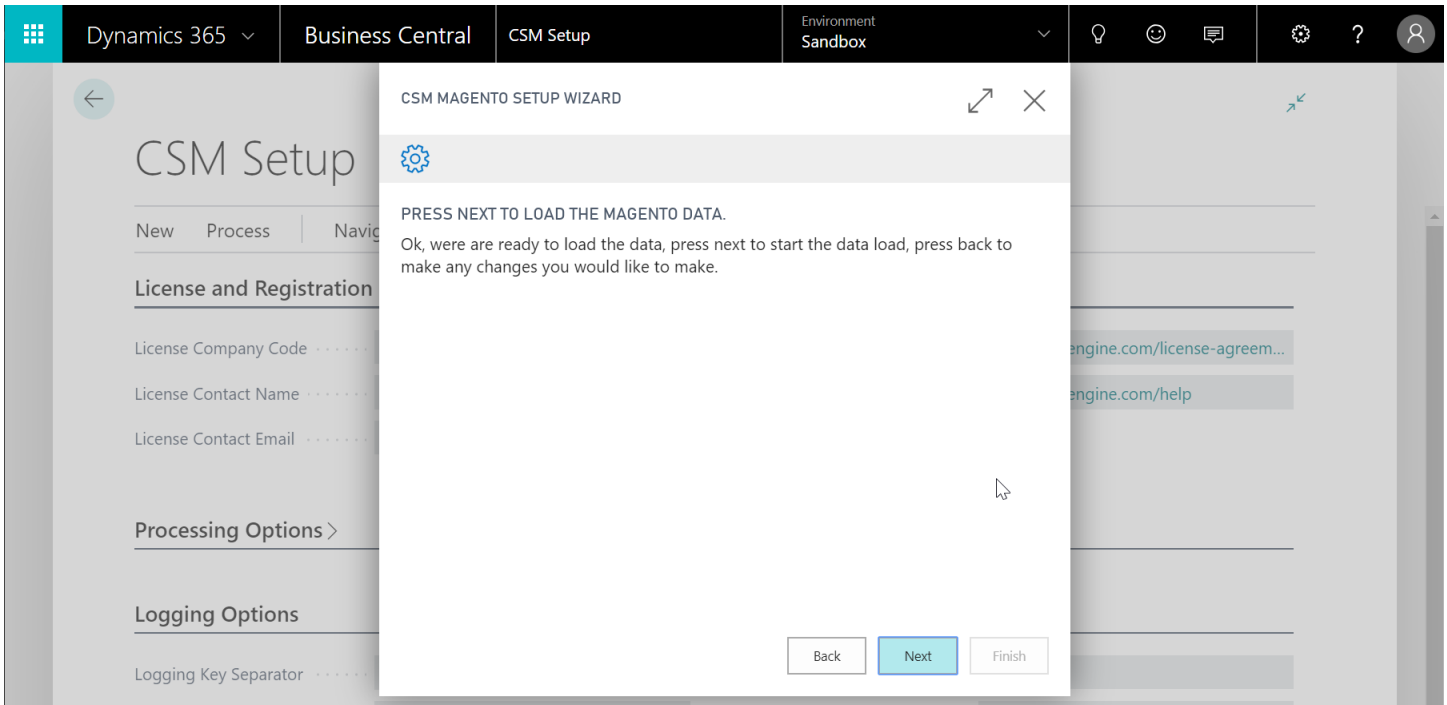 Dynamics 365
Business Central
CSM Setup
Environment
Sandbox
?
CSM MAGENTO SETUP WIZARD
CSM Setup
PRESS NEXT TO LOAD THE MAGENTO DATA.
New Process
Ok, were are ready to load the data, press next to start the data load, press back to
make any changes you would like to make.
License and Registration
License Company Code
engine.com/license-agreem...
License Contact Name
engine.com/help
License Contact Email
Processing Options
Logging Options
Back Next Finish
Logging Key Separator